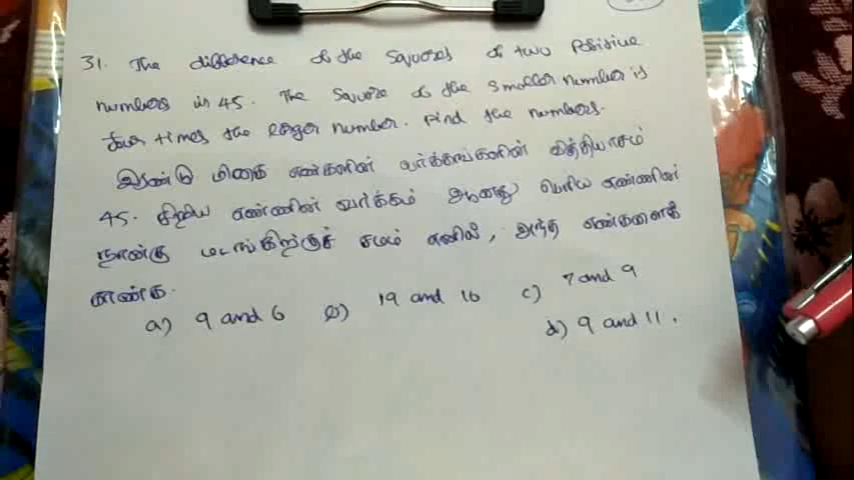 31. The difference of the squares of two positive
numbers is 45. The square of the smaller number is
four times the larger number. Find the numbers.
இரண்டு மிகை எண்களின் வர்க்கங்களின் வித்தியாசம்
45. சிறிய எண்ணின் வர்க்கம் ஆனது பெரிய எண்ணின்
நான்கு மடங்கிற்குச் சமம் எனில், அந்த எண்களைக்
காண்க.
a) 9 and 6 b) 19 and 10 c) 7 and 9
d) 9 and 11.